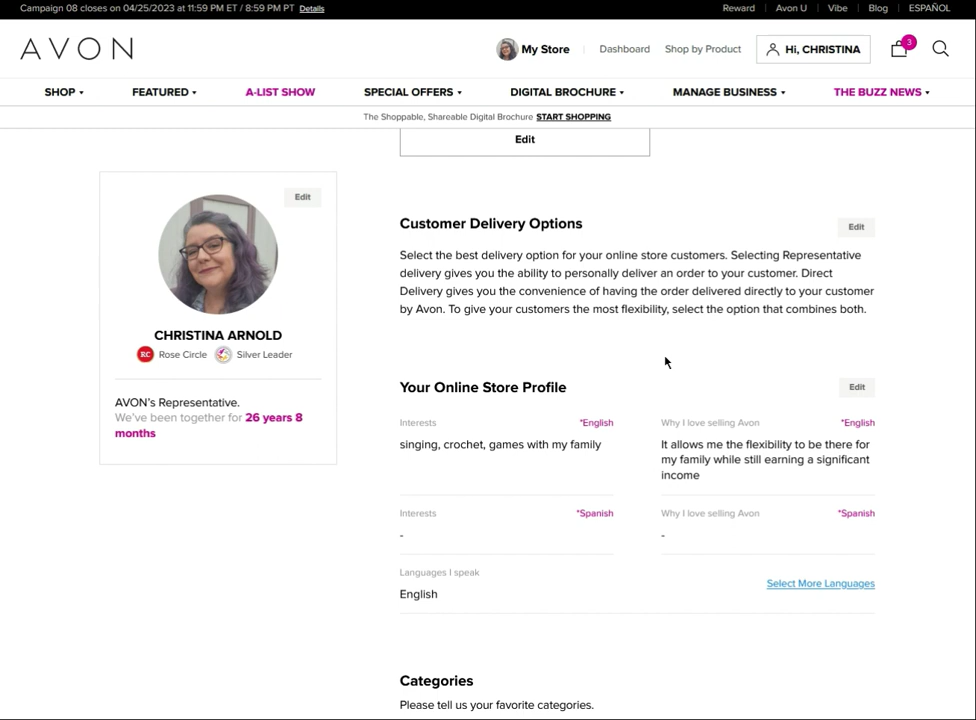 Campaign 08 closes on 04/25/2023 at 11:59 PM ET / 8:59 PM PT Details
Reward | Avon U | Vibe | Blog | ESPAÑOL
AVON
My Store
Dashboard
Shop by Product
Hi, CHRISTINA
3
SHOP
FEATURED
A-LIST SHOW
SPECIAL OFFERS
DIGITAL BROCHURE
MANAGE BUSINESS
THE BUZZ NEWS
The Shoppable, Shareable Digital Brochure START SHOPPING
Edit
Edit
CHRISTINA ARNOLD
RC Rose Circle
Silver Leader
AVON's Representative.
We've been together for 26 years 8
months
Customer Delivery Options
Edit
Select the best delivery option for your online store customers. Selecting Representative
delivery gives you the ability to personally deliver an order to your customer. Direct
Delivery gives you the convenience of having the order delivered directly to your customer
by Avon. To give your customers the most flexibility, select the option that combines both.
Your Online Store Profile
Edit
Interests
*English
singing, crochet, games with my family
Why I love selling Avon
*English
It allows me the flexibility to be there for
my family while still earning a significant
income
Interests
*Spanish
-
Why I love selling Avon
*Spanish
-
Languages I speak
English
Select More Languages
Categories
Please tell us your favorite categories.